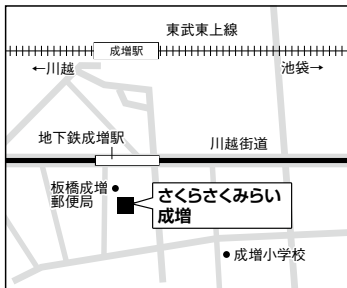 東武東上線
成増駅
←川越
池袋→
地下鉄成増駅
川越街道
板橋成増
郵便局
さくらさくみらい
成増
成増小学校